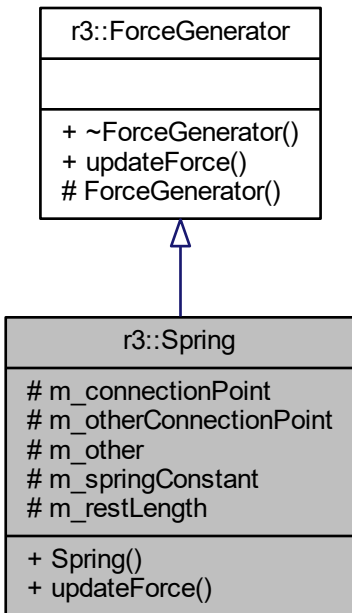 r3::ForceGenerator
+ ~ForceGenerator()
+ updateForce()
# ForceGenerator()
r3::Spring
# m_connectionPoint
# m_otherConnectionPoint
# m_other
# m_springConstant
# m_restLength
+ Spring()
+ updateForce()